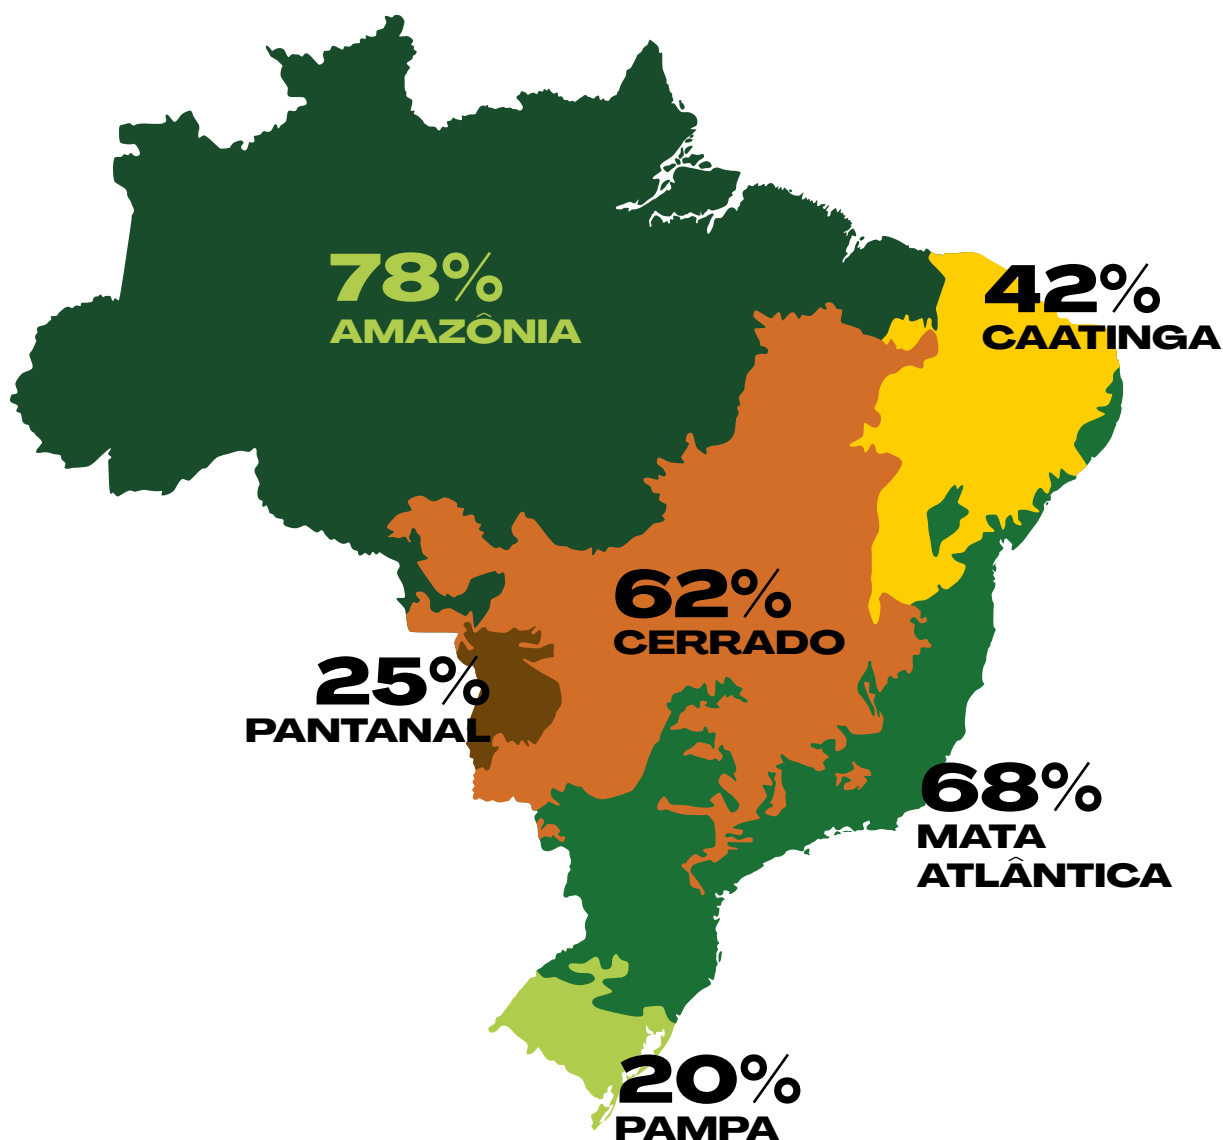 78%
AMAZÔNIA
42%
CAATINGA
62%
CERRADO
25%
PANTANAL
68%
MATA
ATLÂNTICA
20%
PAMPA